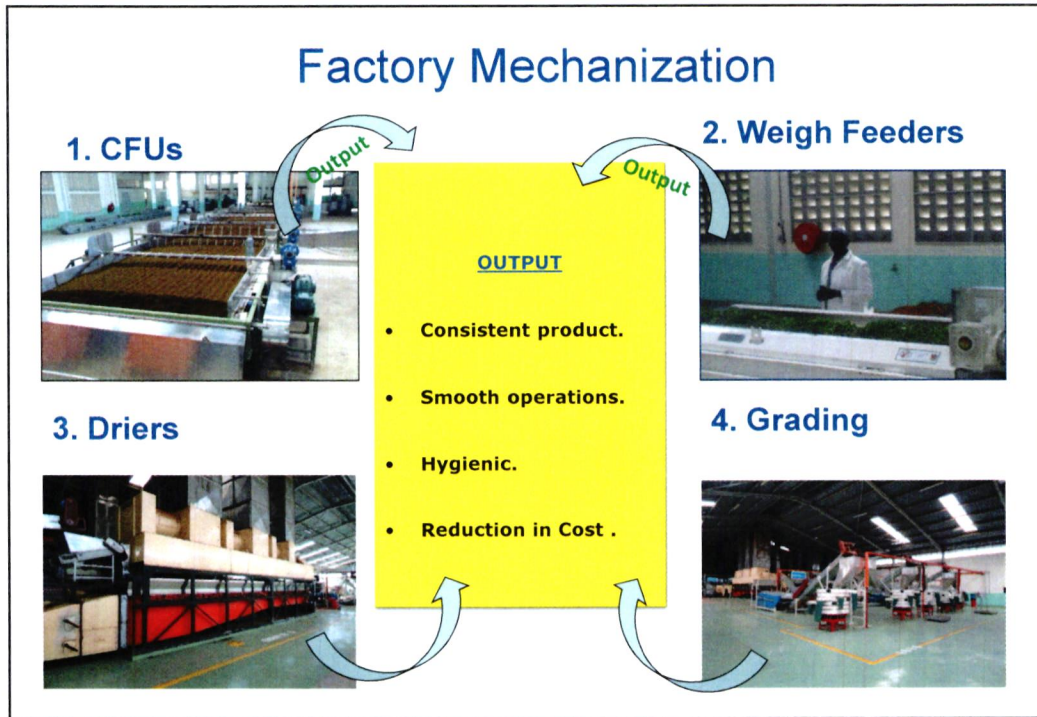 Factory Mechanization
1. CFUs
Output
2. Weigh Feeders
Output
OUTPUT
• Consistent product.
• Smooth operations.
• Hygienic.
• Reduction in Cost .
3. Driers
4. Grading